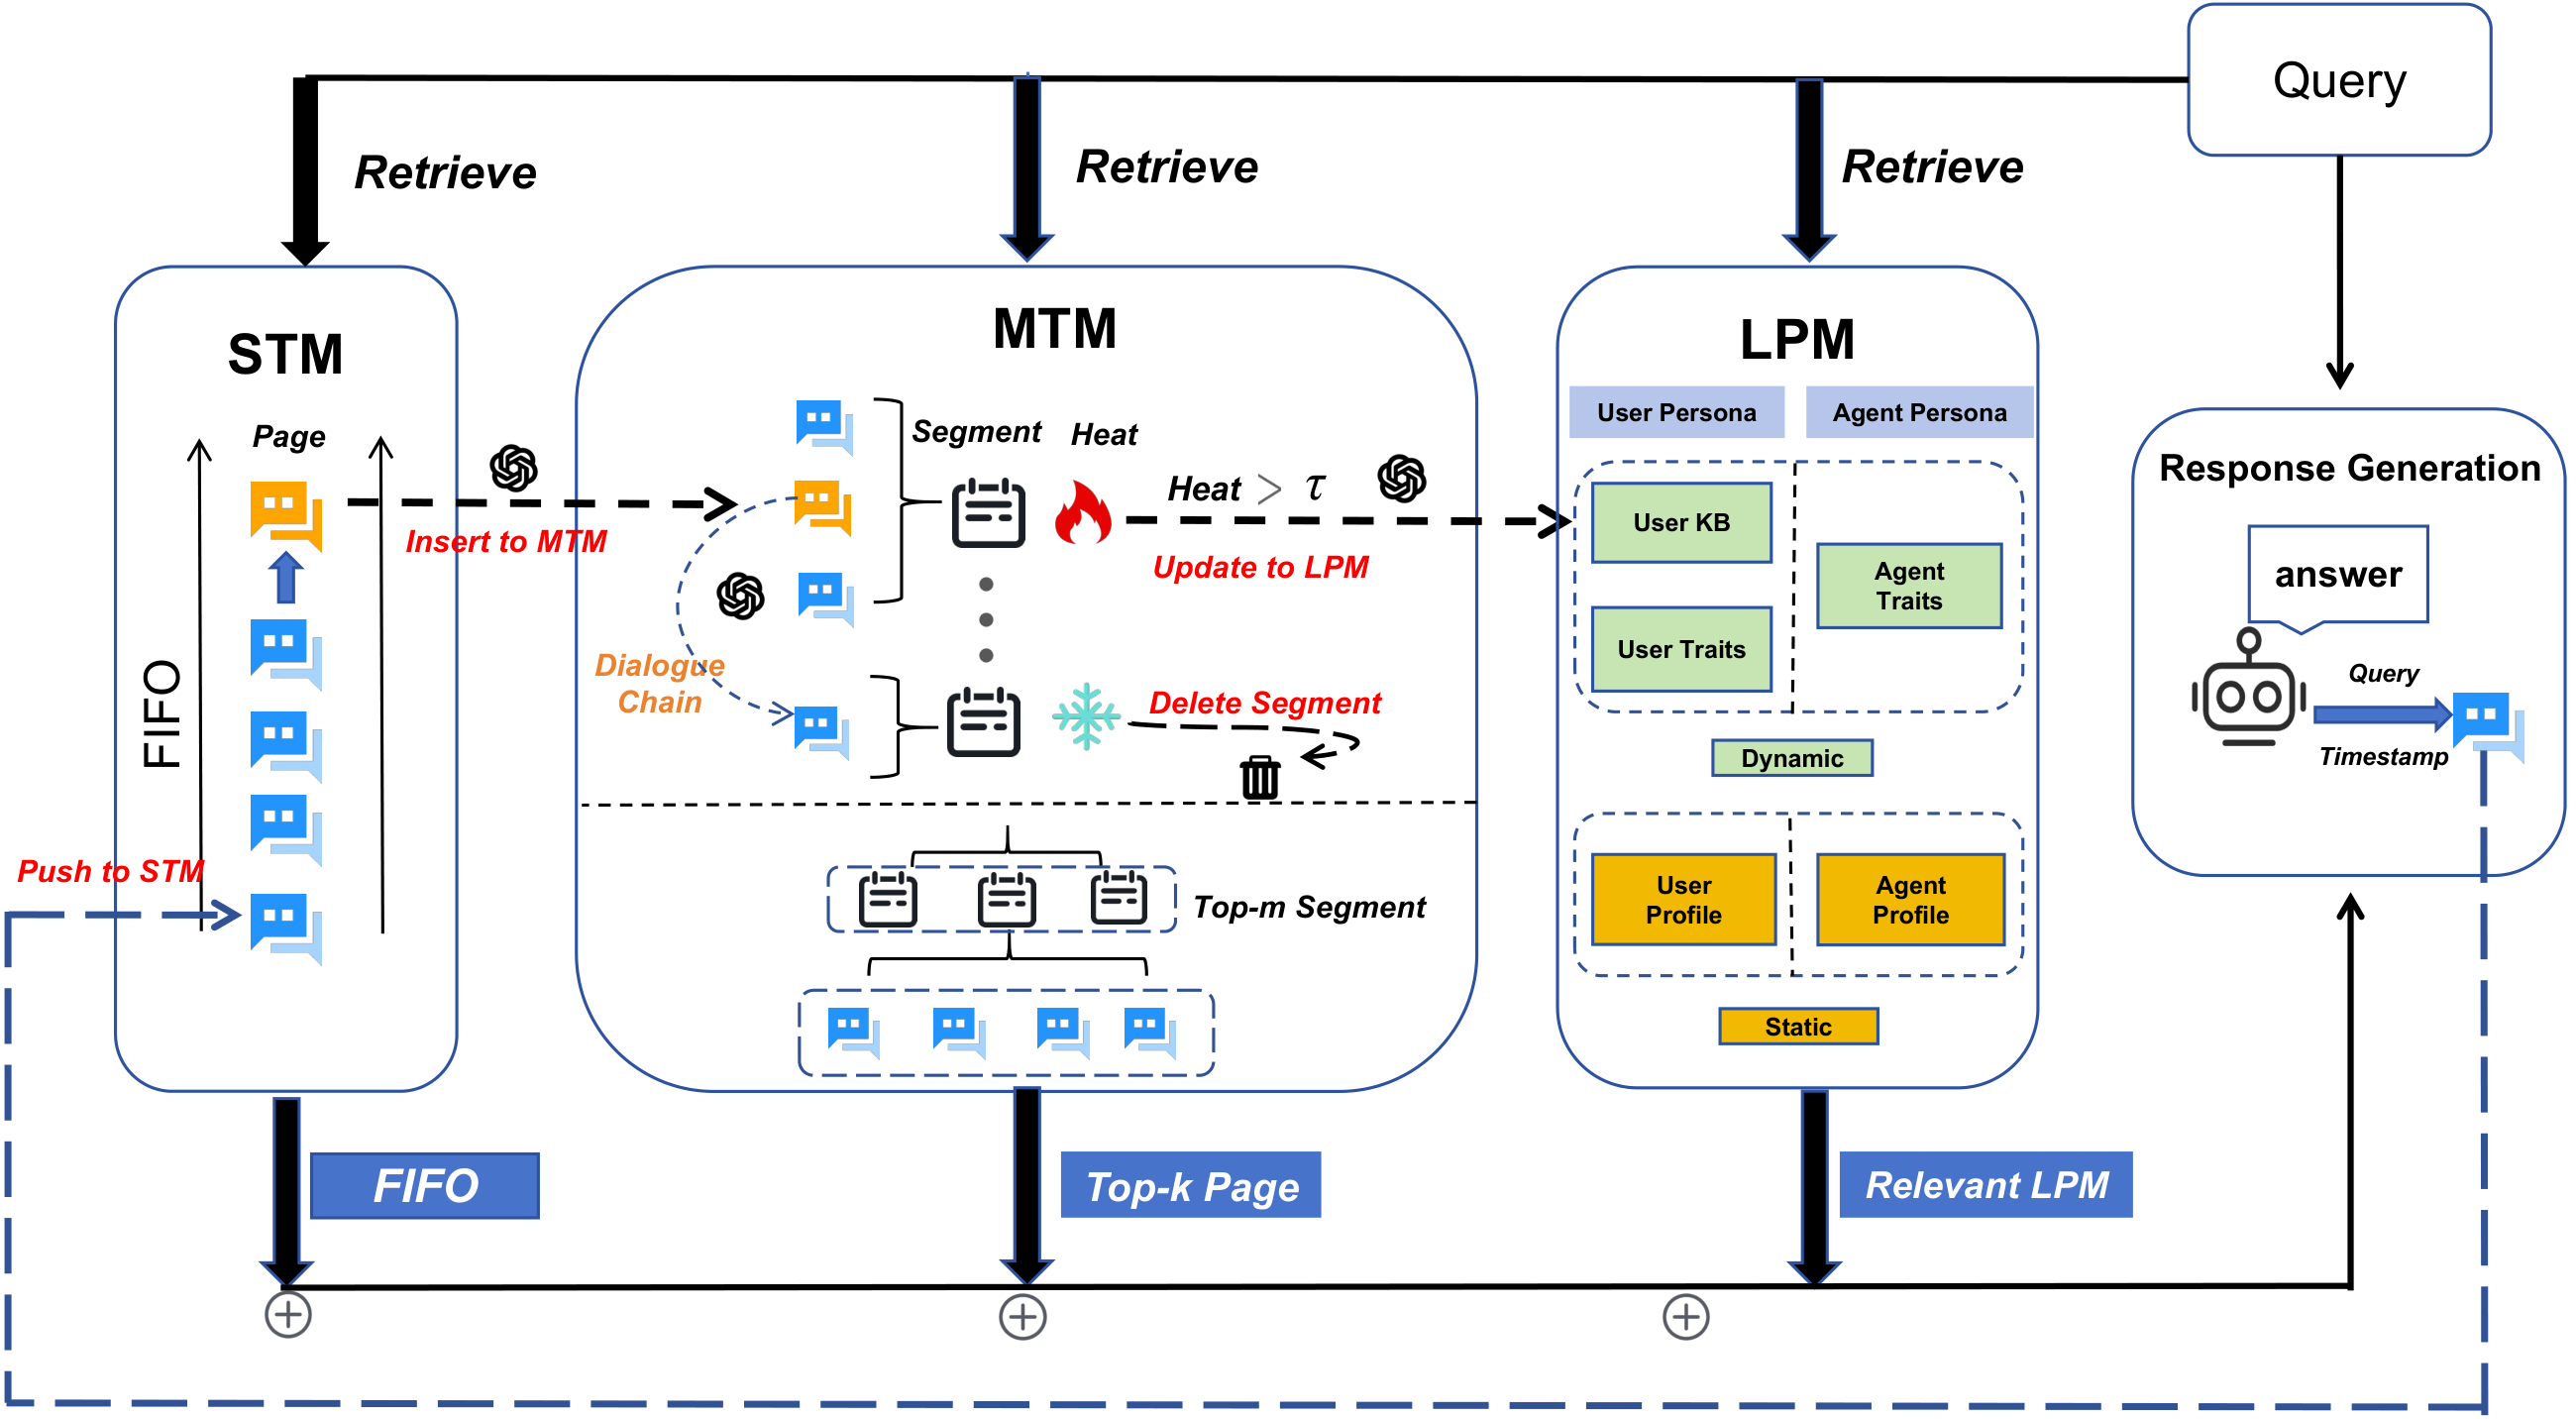 Query
Retrieve
Retrieve
Retrieve
STM
Page
FIFO
Push to STM
Insert to MTM
MTM
Segment
Heat
Heat > τ
Update to LPM
Dialogue
Chain
Delete Segment
Top-m Segment
LPM
User Persona
Agent Persona
User KB
User Traits
Agent
Traits
Dynamic
User
Profile
Agent
Profile
Static
Response Generation
answer
Query
Timestamp
FIFO
Top-k Page
Relevant LPM